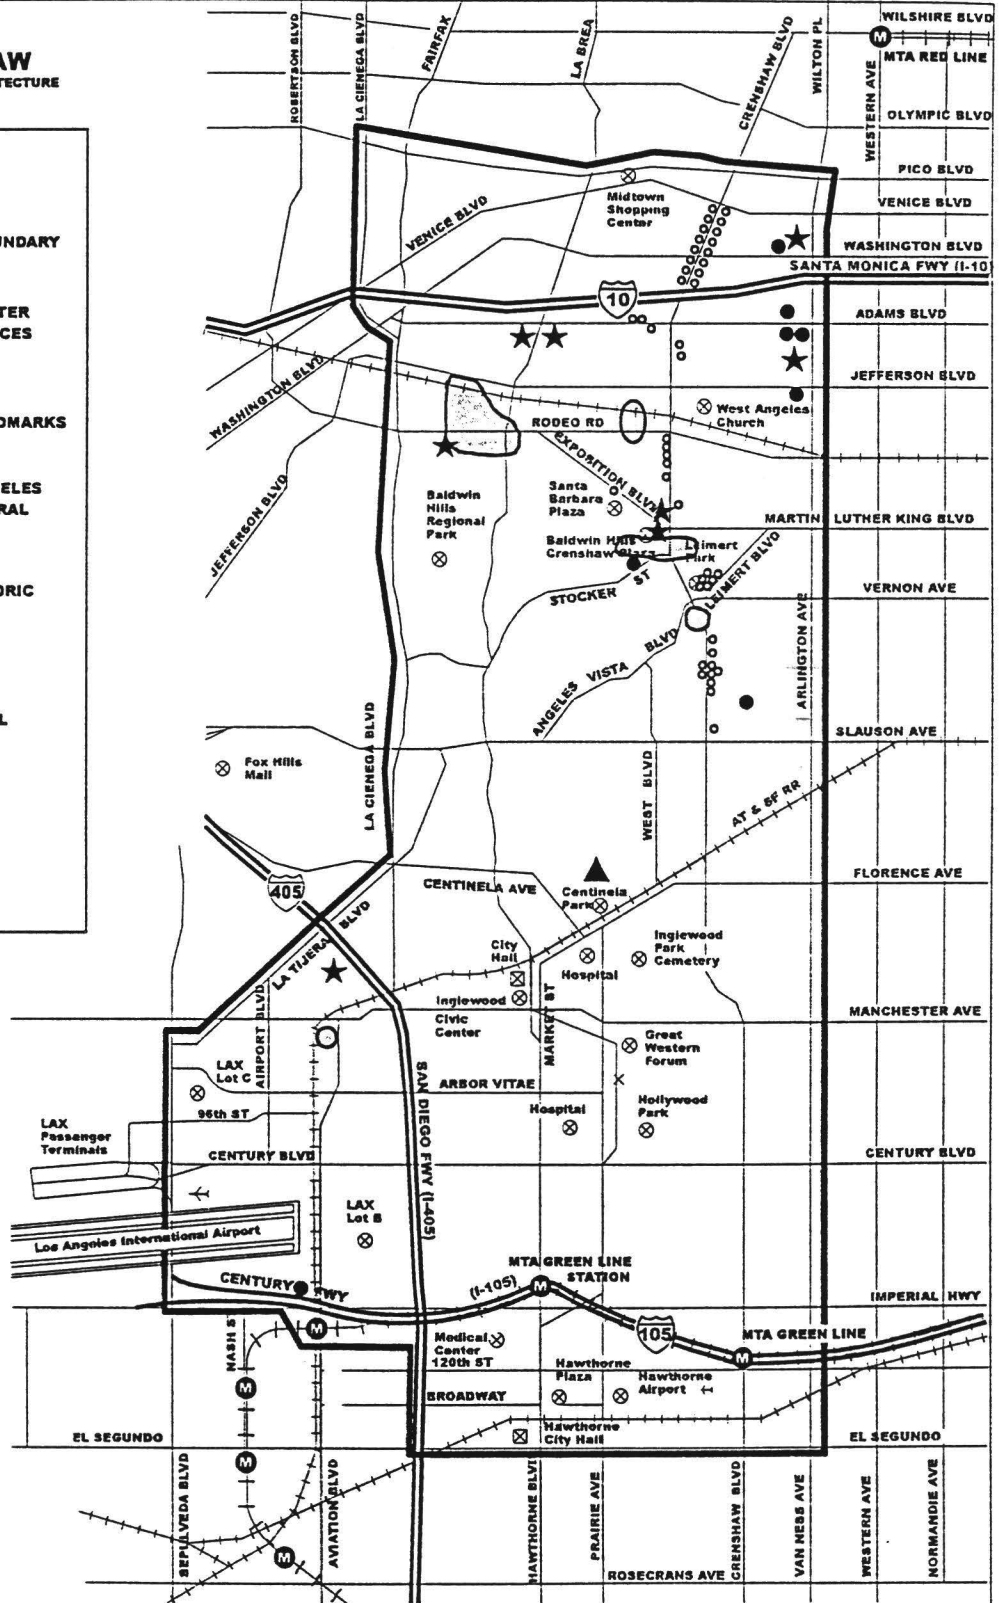 AW
TECTURE
UNDARY
TER
CES
DMARKS
ELES
RAL
ORIC
L
ROBERTSON BLVD
LA CIENEGA BLVD
FAIRFAX
LA BREA
CRENSHAW BLVD
WILTON PL
WILSHIRE BLVD
M
MTA RED LINE
WESTERN AVE
OLYMPIC BLVD
PICO BLVD
Midtown
Shopping
Center
VENICE BLVD
VENICE BLVD
WASHINGTON BLVD
SANTA MONICA FWY (I-10)
10
ADAMS BLVD
WASHINGTON BLVD
JEFFERSON BLVD
RODEO RD
West Angeles
Church
EXPOSITION BLVD
JEFFERSON BLVD
Baldwin
Hills
Regional
Park
Santa
Barbara
Plaza
MARTIN LUTHER KING BLVD
Baldwin Hills
Crenshaw Plaza
Leimert
Park
STOCKER ST
LEIMERT BLVD
VERNON AVE
ARLINGTON AVE
ANGELES VISTA BLVD
LA CIENEGA BLVD
SLAUSON AVE
Fox Hills
Mall
WEST BLVD
AT & SF RR
405
CENTINELA AVE
Centinela
Park
FLORENCE AVE
LA TIJERA BLVD
City
Hall
Hospital
Inglewood
Park
Cemetery
Inglewood
Civic
Center
MARKET ST
MANCHESTER AVE
AIRPORT BLVD
Great
Western
Forum
LAX
Lot C
SAN DIEGO FWY (I-405)
ARBOR VITAE
96th ST
Hospital
Hollywood
Park
LAX
Passenger
Terminals
CENTURY BLVD
CENTURY BLVD
LAX
Lot B
Los Angeles International Airport
MTA GREEN LINE
STATION
CENTURY FWY
(I-105)
M
IMPERIAL HWY
NASH ST
M
105
MTA GREEN LINE
M
Medical
Center
120th ST
Hawthorne
Plaza
Hawthorne
Airport
M
BROADWAY
Hawthorne
City Hall
EL SEGUNDO
EL SEGUNDO
M
SEPULVEDA BLVD
AVIATION BLVD
HAWTHORNE BLVD
PRAIRIE AVE
CRENSHAW BLVD
VAN NESS AVE
WESTERN AVE
NORMANDIE AVE
M
ROSECRANS AVE